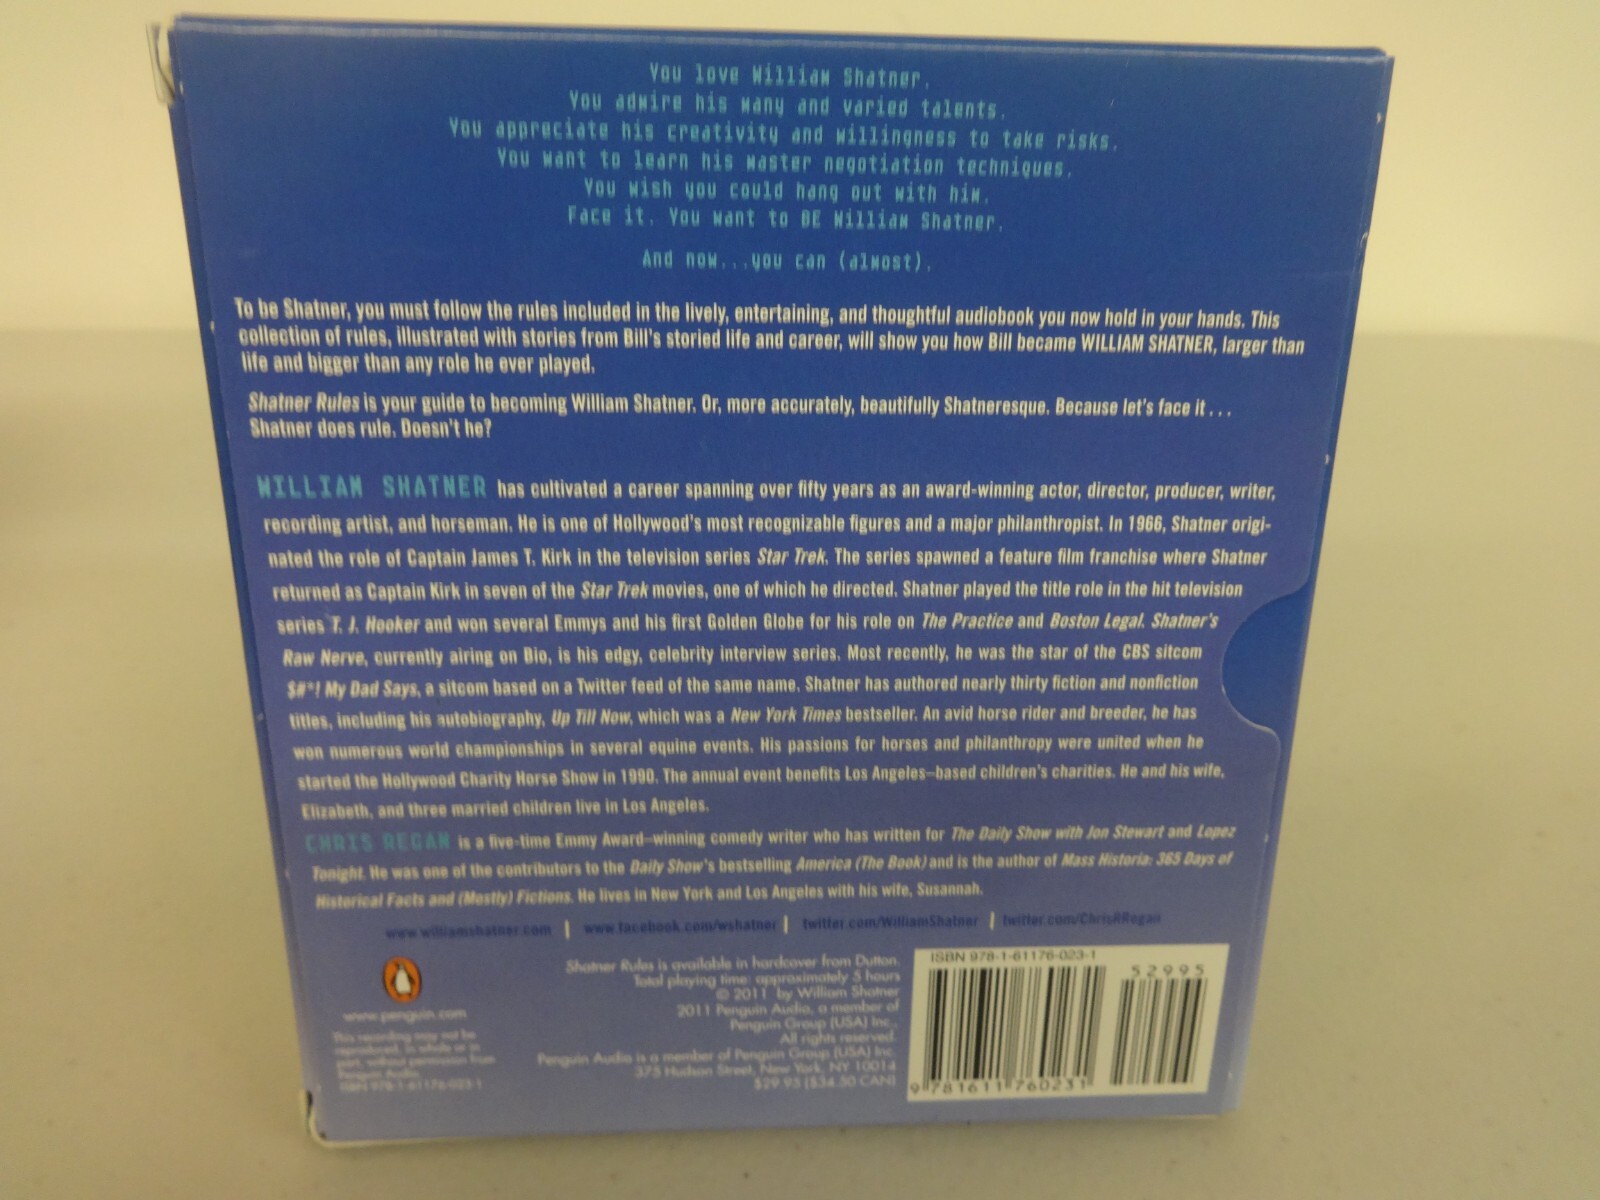 You love William Shatner.
You admire his many and varied talents.
You appreciate his creativity and willingness to take risks.
You want to learn his master negotiation techniques.
You wish you could hang out with him.
Face it. You want to BE William Shatner.
And now...you can (almost).
To be Shatner, you must follow the rules included in the lively, entertaining, and thoughtful audiobook you now hold in your hands. This
collection of rules, illustrated with stories from Bill's storied life and career, will show you how Bill became WILLIAM SHATNER, larger than
life and bigger than any role he ever played.
Shatner Rules is your guide to becoming William Shatner. Or, more accurately, beautifully Shatneresque. Because let's face it . . .
Shatner does rule. Doesn't he?
WILLIAM SHATNER has cultivated a career spanning over fifty years as an award-winning actor, director, producer, writer,
recording artist, and horseman. He is one of Hollywood's most recognizable figures and a major philanthropist. In 1966, Shatner origi-
nated the role of Captain James T. Kirk in the television series Star Trek. The series spawned a feature film franchise where Shatner
returned as Captain Kirk in seven of the Star Trek movies, one of which he directed. Shatner played the title role in the hit television
series T. J. Hooker and won several Emmys and his first Golden Globe for his role on The Practice and Boston Legal. Shatner's
Raw Nerve, currently airing on Bio, is his edgy, celebrity interview series. Most recently, he was the star of the CBS sitcom
$#*! My Dad Says, a sitcom based on a Twitter feed of the same name. Shatner has authored nearly thirty fiction and nonfiction
titles, including his autobiography, Up Till Now, which was a New York Times bestseller. An avid horse rider and breeder, he has
won numerous world championships in several equine events. His passions for horses and philanthropy were united when he
started the Hollywood Charity Horse Show in 1990. The annual event benefits Los Angeles–based children's charities. He and his wife,
Elizabeth, and three married children live in Los Angeles.
CHRIS REGAN is a five-time Emmy Award–winning comedy writer who has written for The Daily Show with Jon Stewart and Lopez
Tonight. He was one of the contributors to the Daily Show's bestselling America (The Book) and is the author of Mass Historia: 365 Days of
Historical Facts and (Mostly) Fictions. He lives in New York and Los Angeles with his wife, Susannah.
www.williamshatner.com | www.facebook.com/wshatner | twitter.com/WilliamShatner | twitter.com/ChrisRRegan
www.penguin.com
This recording may not be
reproduced, in whole or in
part, without permission from
Penguin Audio.
ISBN 978-1-61176-023-1
Shatner Rules is available in hardcover from Dutton.
Total playing time: approximately 5 hours
© 2011 by William Shatner
2011 Penguin Audio, a member of
Penguin Group (USA) Inc.,
All rights reserved.
Penguin Audio is a member of Penguin Group (USA) Inc.
375 Hudson Street, New York, NY 10014
$29.95 ($34.50 CAN)
ISBN 978-1-61176-023-1
52995
9 781611 760231